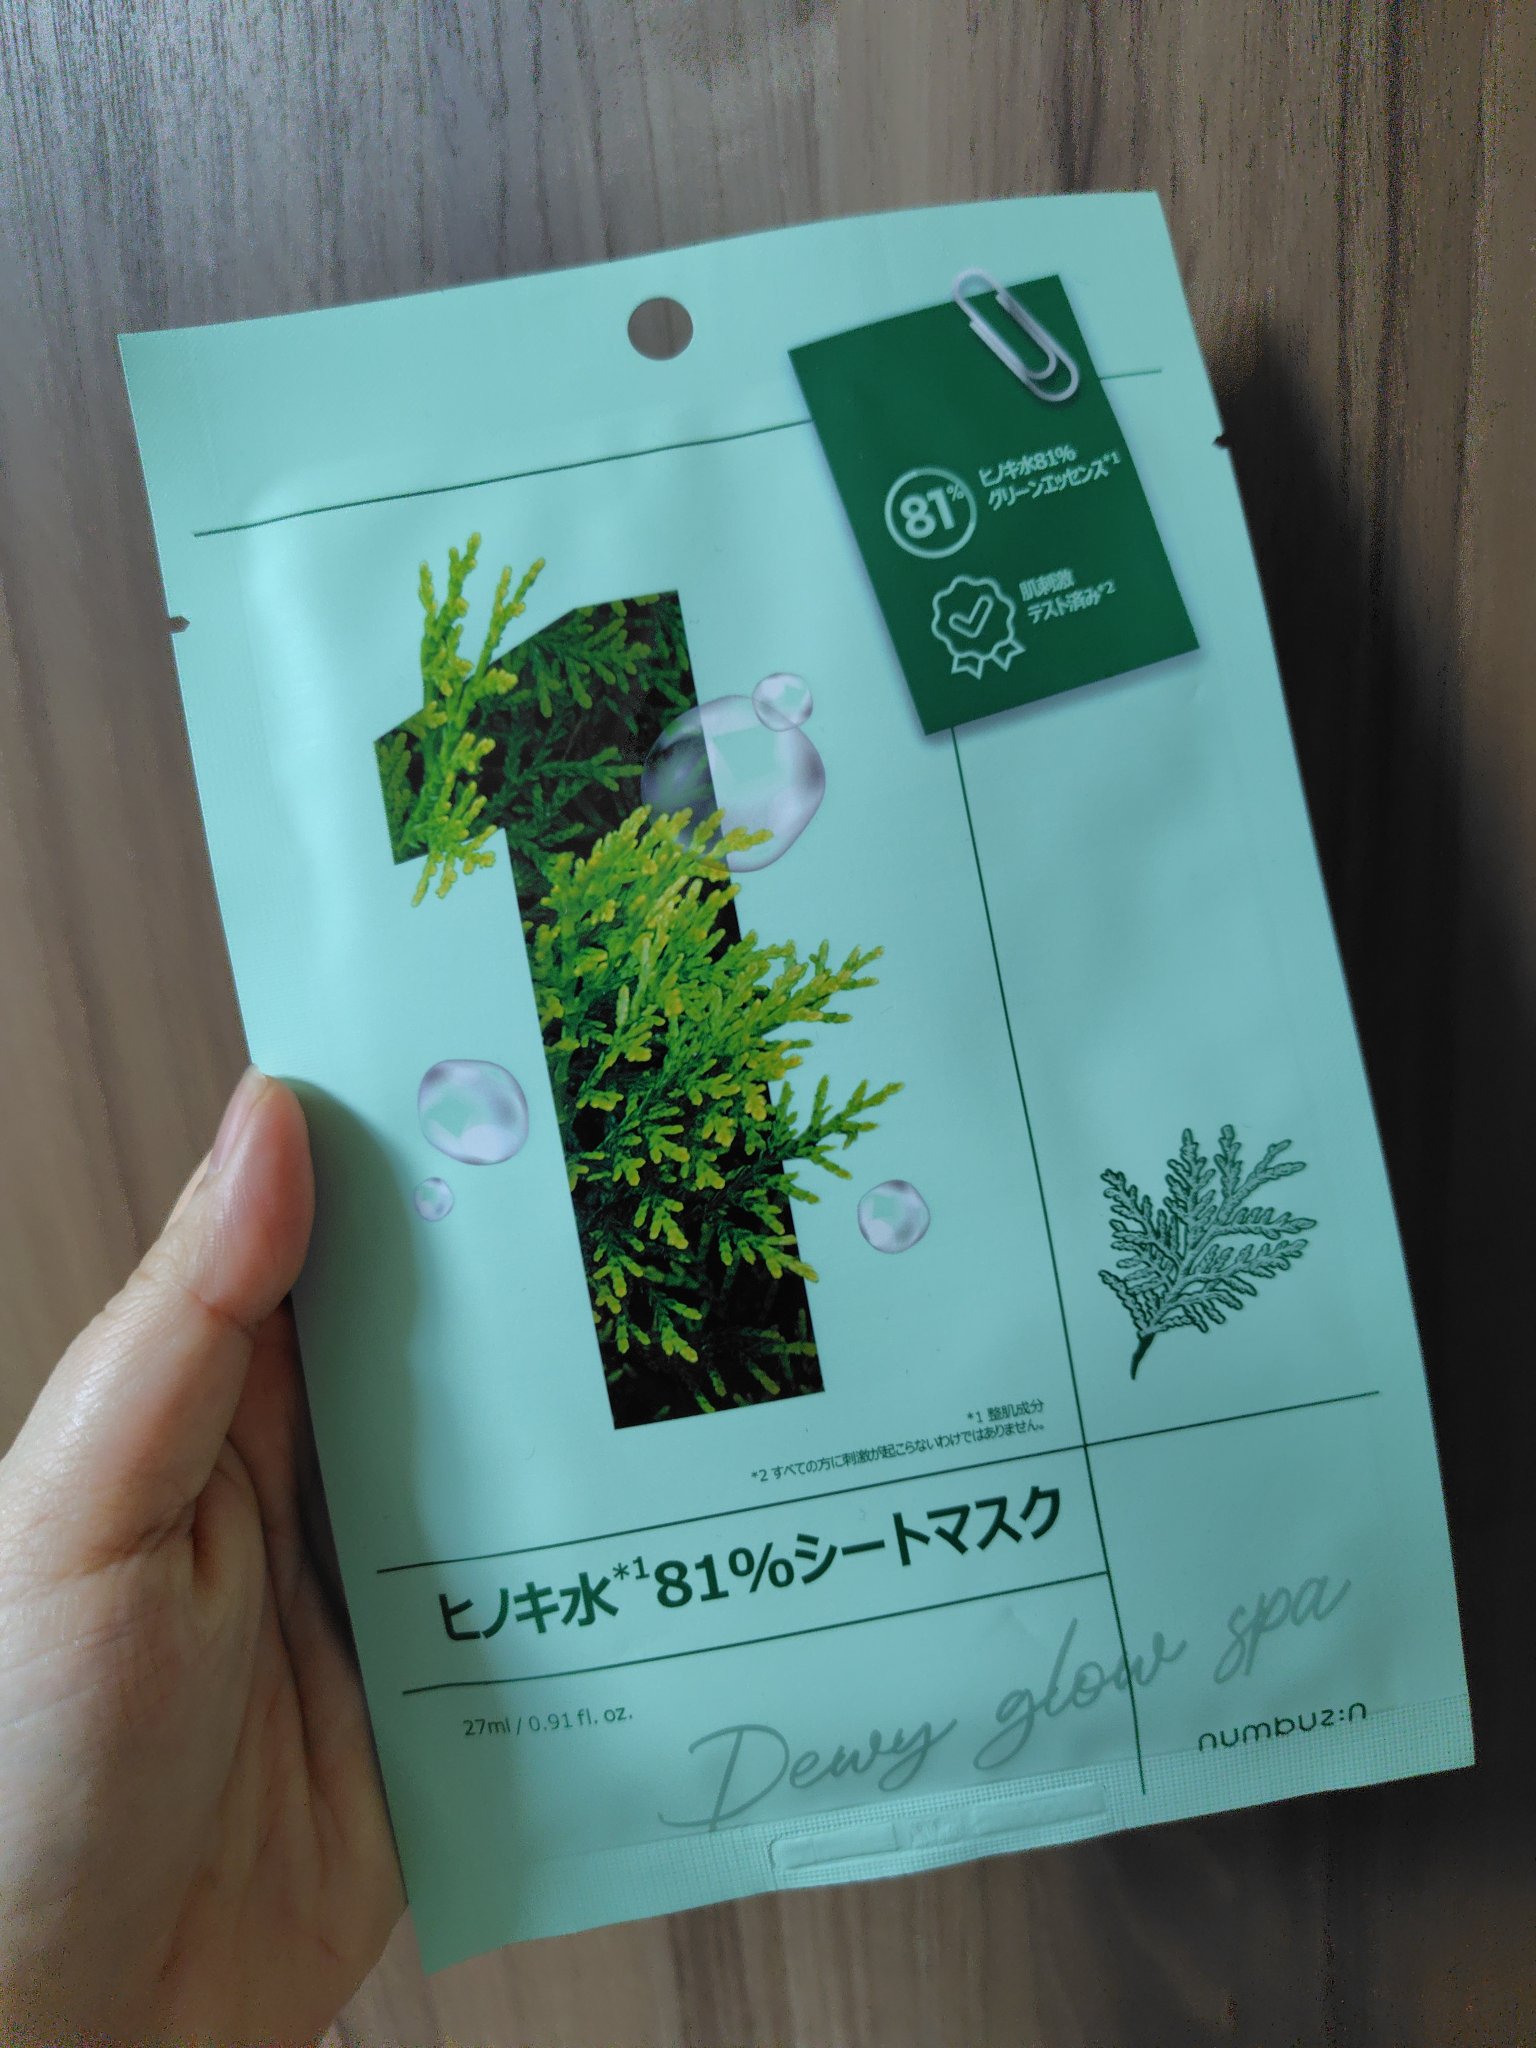 81%
ヒノキ水81%
グリーンエッセンス*1
肌刺激
テスト済み*2
1
*1 整肌成分
*2 すべての方に刺激が起こらないわけではありません。
ヒノキ水*1 81%シートマスク
27ml / 0.91 fl. oz.
Dewy glow spa
numbuz:n